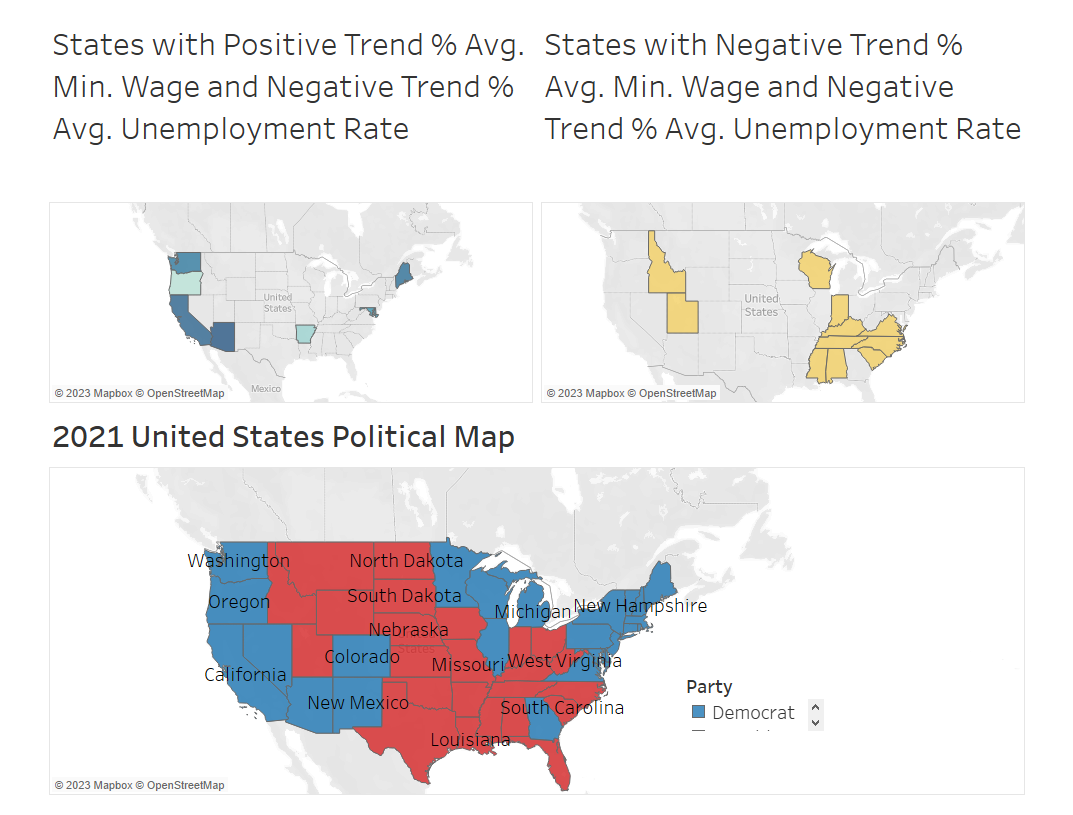 States with Positive Trend % Avg.
Min. Wage and Negative Trend %
Avg. Unemployment Rate
States with Negative Trend %
Avg. Min. Wage and Negative
Trend % Avg. Unemployment Rate
United
States
Mexico
© 2023 Mapbox © OpenStreetMap
United
States
© 2023 Mapbox © OpenStreetMap
2021 United States Political Map
Washington
North Dakota
Oregon
South Dakota
Michigan
New Hampshire
Nebraska
States
Colorado
Missouri
West Virginia
California
New Mexico
South Carolina
Louisiana
Party
Democrat
© 2023 Mapbox © OpenStreetMap